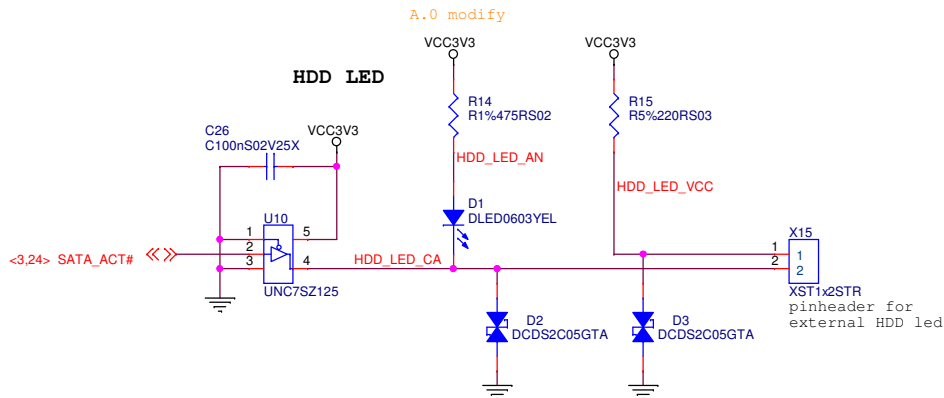 A.0 modify
VCC3V3
VCC3V3
HDD LED
R14
R1%475RS02
R15
R5%220RS03
C26
C100nS02V25X
VCC3V3
HDD_LED_AN
HDD_LED_VCC
D1
DLED0603YEL
U10
1
5
2
3
4
<3,24> SATA_ACT#
HDD_LED_CA
UNC7SZ125
X15
1
1
2
2
XST1x2STR
pinheader for
external HDD led
D2
DCDS2C05GTA
D3
DCDS2C05GTA